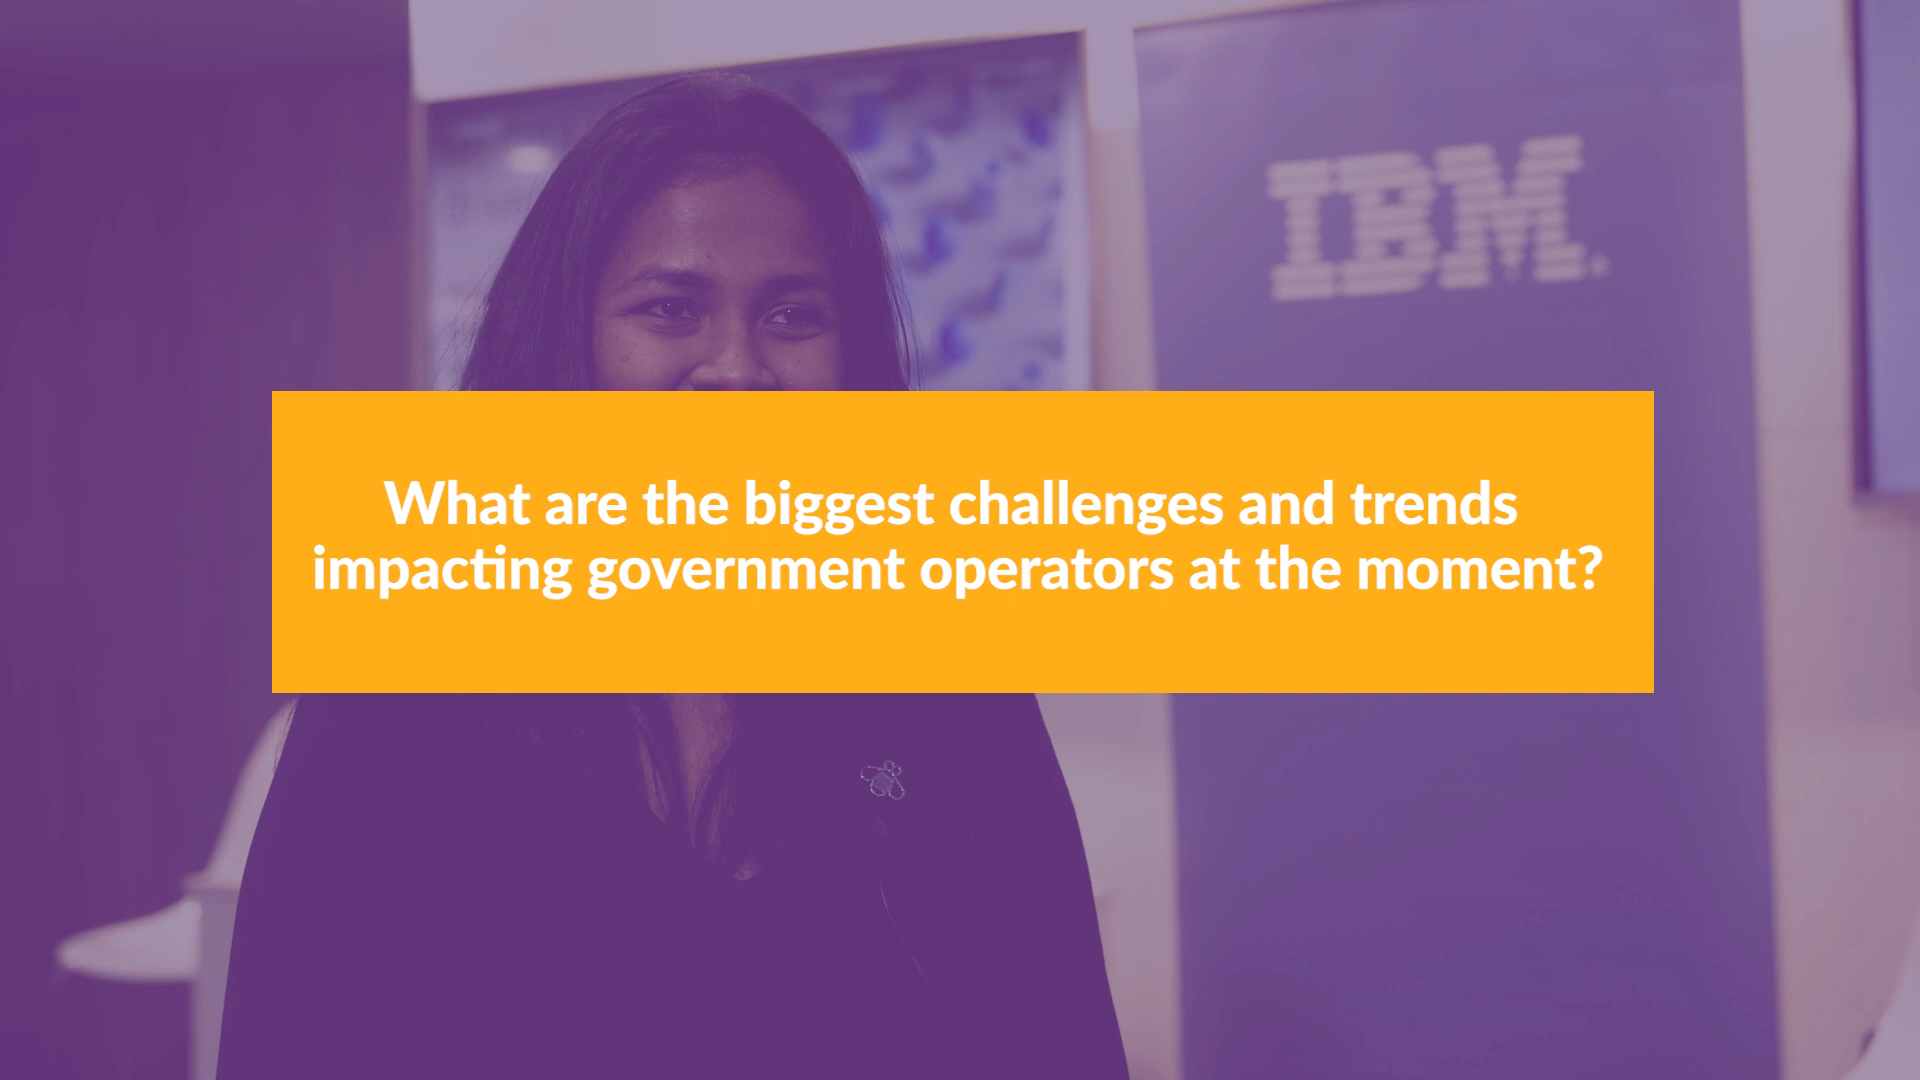 IBM.
What are the biggest challenges and trends
impacting government operators at the moment?